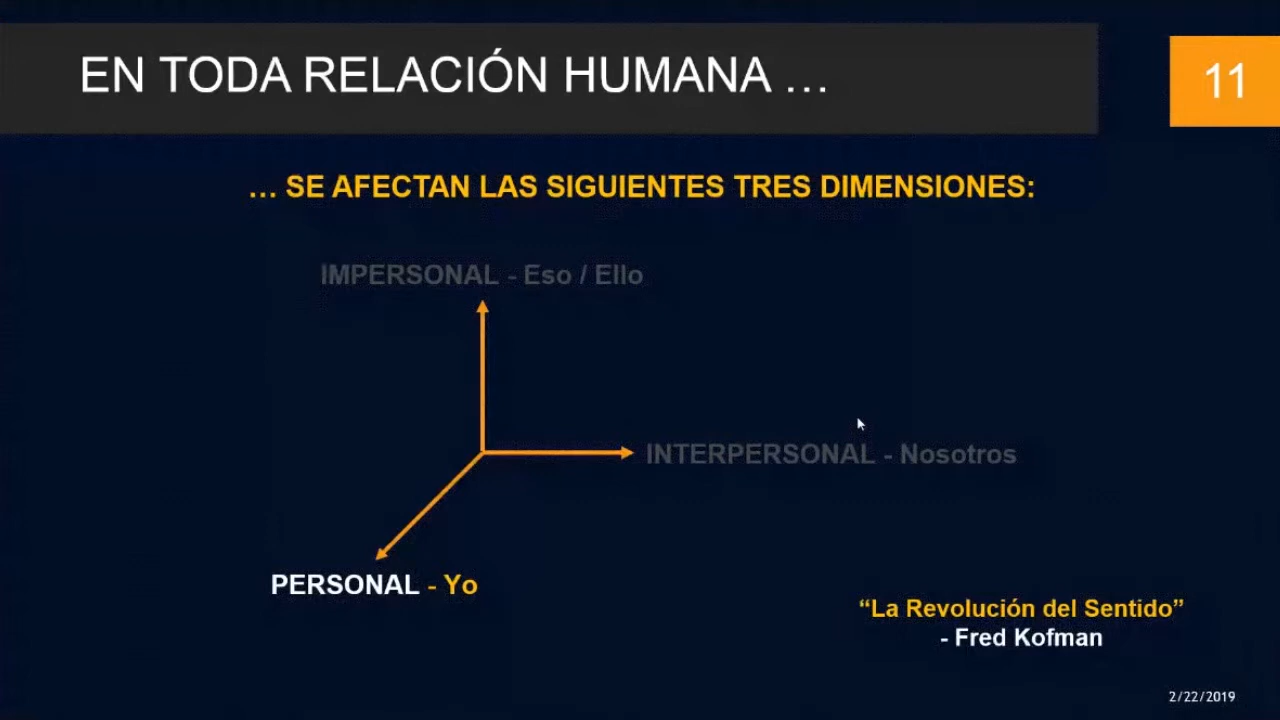 EN TODA RELACIÓN HUMANA …
11
… SE AFECTAN LAS SIGUIENTES TRES DIMENSIONES:
IMPERSONAL - Eso / Ello
INTERPERSONAL - Nosotros
PERSONAL - Yo
“La Revolución del Sentido”
- Fred Kofman
2/22/2019